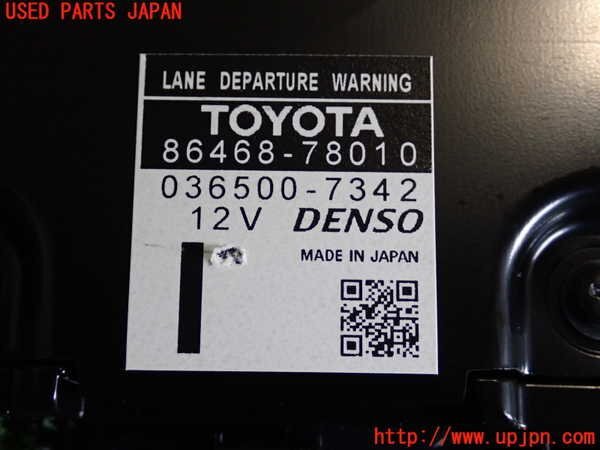 USED PARTS JAPAN
LANE DEPARTURE WARNING
TOYOTA
86468-78010
036500-7342
12V DENSO
MADE IN JAPAN
http://www.upjpn.com/